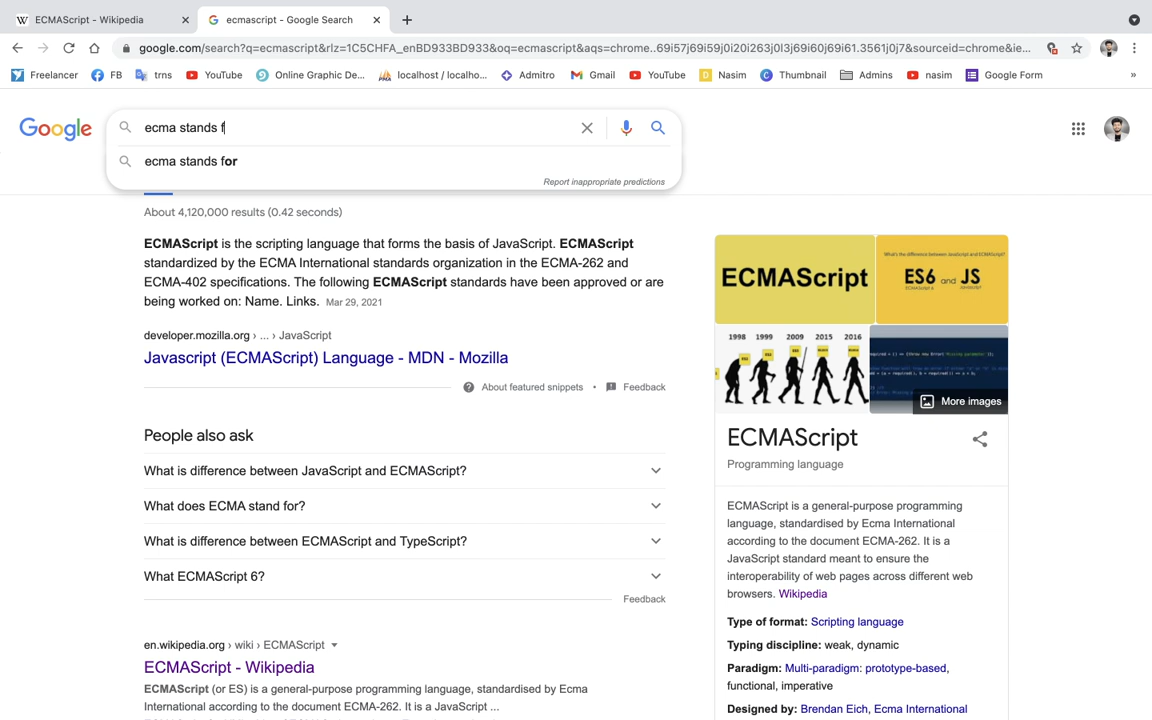 ECMAScript - Wikipedia
ecmascript - Google Search
google.com/search?q=ecmascript&rlz=1C5CHFA_enBD933BD933&oq=ecmascript&aqs=chrome..69i57j69i59j0i20i263j0l3j69i60j69i61.3561j0j7&sourceid=chrome&ie...
Freelancer FB trns YouTube Online Graphic De... localhost / localho... Admitro Gmail YouTube Nasim Thumbnail Admins nasim Google Form »
Google
ecma stands f
ecma stands for
Report inappropriate predictions
About 4,120,000 results (0.42 seconds)
ECMAScript is the scripting language that forms the basis of JavaScript. ECMAScript
standardized by the ECMA International standards organization in the ECMA-262 and
ECMA-402 specifications. The following ECMAScript standards have been approved or are
being worked on: Name. Links. Mar 29, 2021
developer.mozilla.org › ... › JavaScript
Javascript (ECMAScript) Language - MDN - Mozilla
About featured snippets • Feedback
People also ask
What is difference between JavaScript and ECMAScript?
What does ECMA stand for?
What is difference between ECMAScript and TypeScript?
What ECMAScript 6?
Feedback
en.wikipedia.org › wiki › ECMAScript
ECMAScript - Wikipedia
ECMAScript (or ES) is a general-purpose programming language, standardised by Ecma
International according to the document ECMA-262. It is a JavaScript ...
ECMAScript
What's the difference between JavaScript and ECMAScript?
ES6 and JS
1998 1999 2009 2015 2016
More images
ECMAScript
Programming language
ECMAScript is a general-purpose programming
language, standardised by Ecma International
according to the document ECMA-262. It is a
JavaScript standard meant to ensure the
interoperability of web pages across different web
browsers. Wikipedia
Type of format: Scripting language
Typing discipline: weak, dynamic
Paradigm: Multi-paradigm: prototype-based,
functional, imperative
Designed by: Brendan Eich, Ecma International